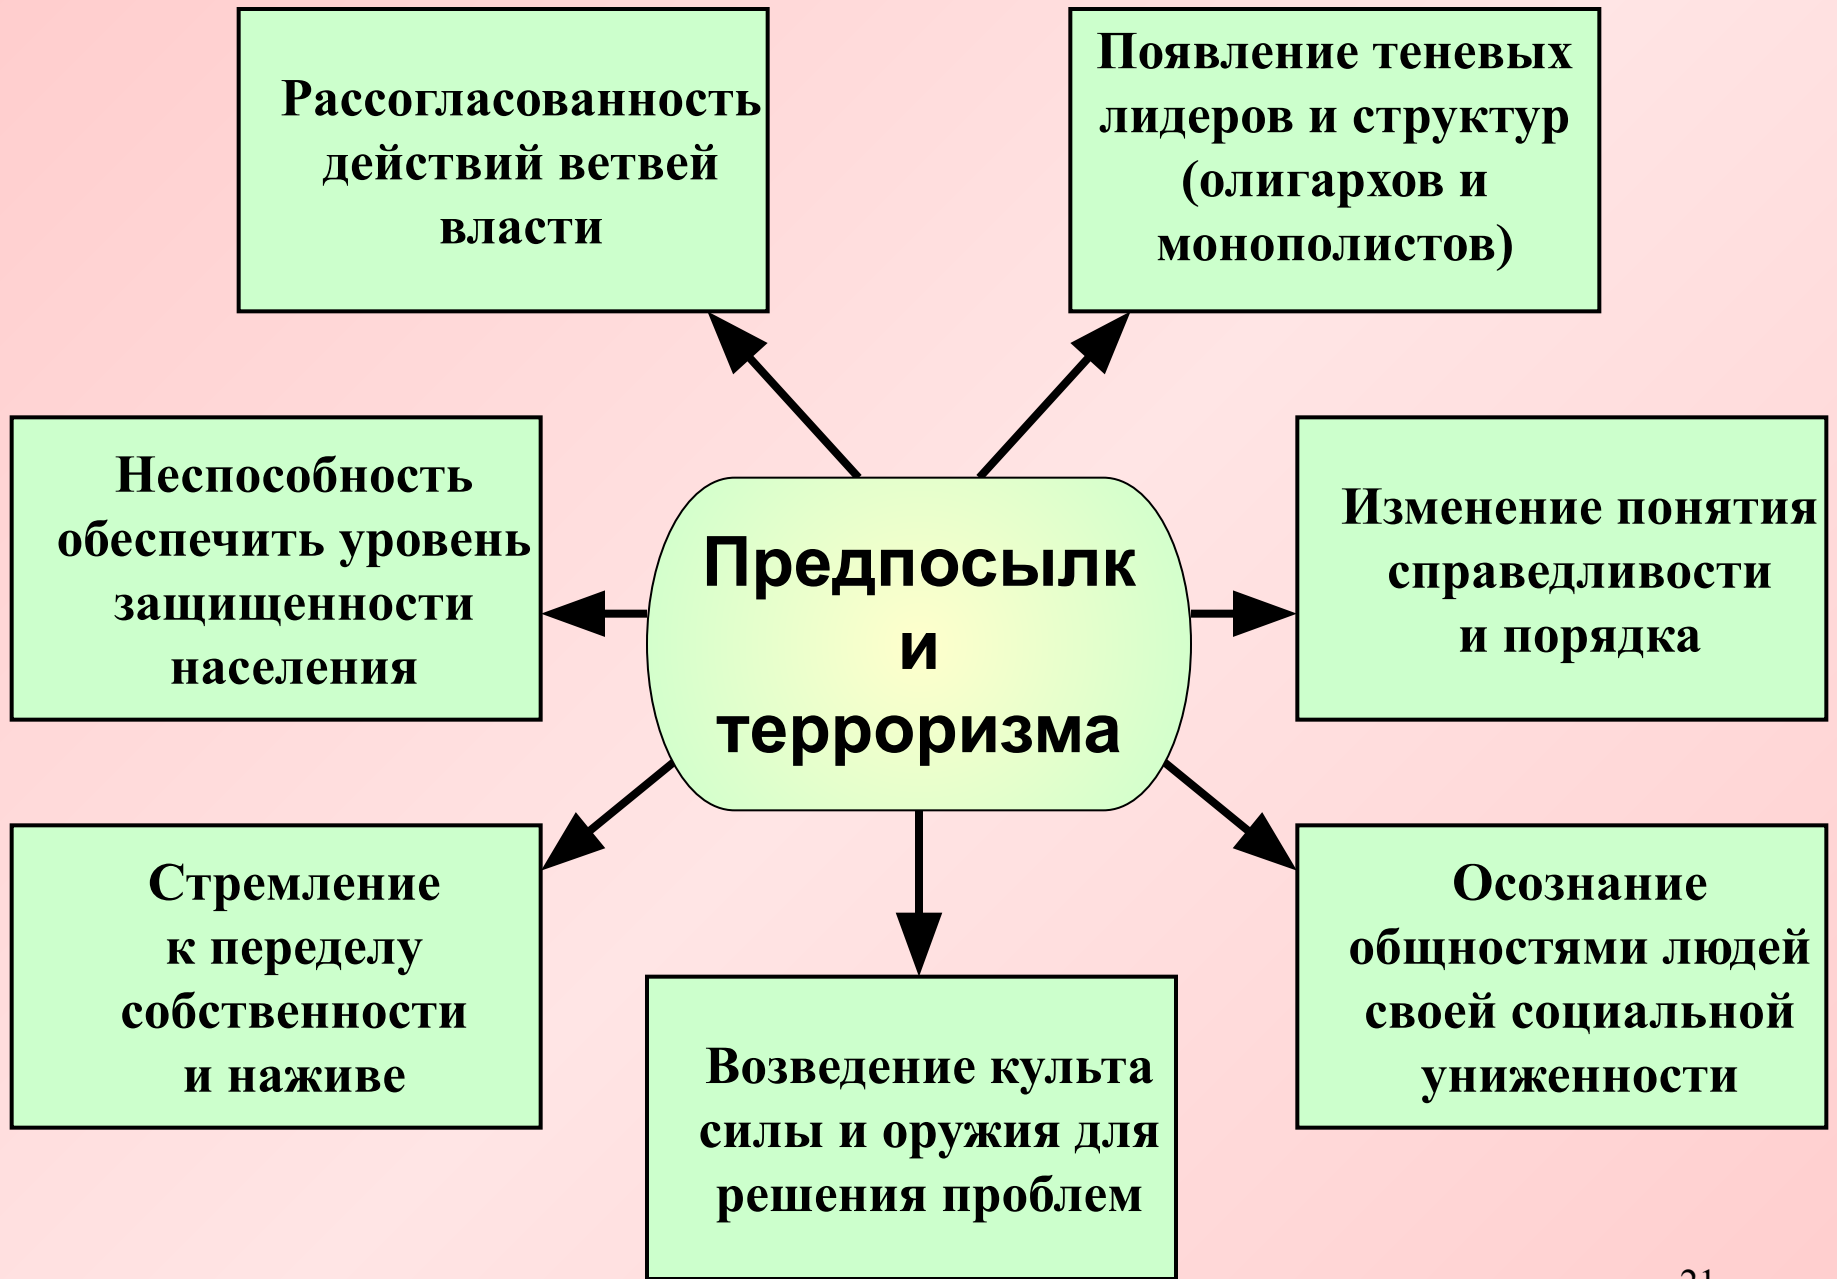 Рассогласованность
действий ветвей
власти
Появление теневых
лидеров и структур
(олигархов и
монополистов)
Неспособность
обеспечить уровень
защищенности
населения
Предпосылк
и
терроризма
Изменение понятия
справедливости
и порядка
Стремление
к переделу
собственности
и наживе
Возведение культа
силы и оружия для
решения проблем
Осознание
общностями людей
своей социальной
униженности
21